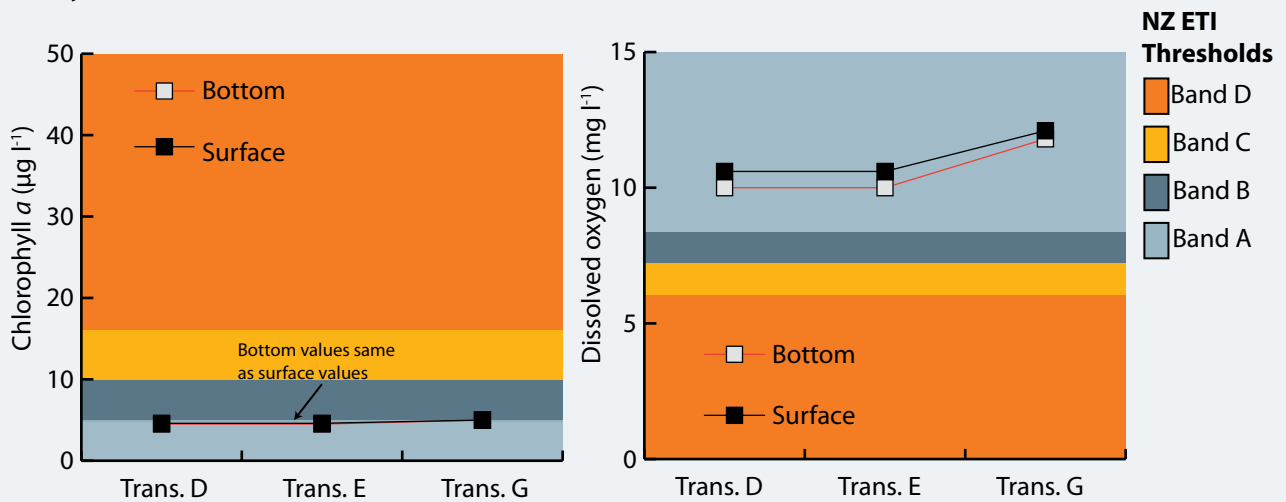 50
40
30
20
10
0
Chlorophyll a (µg l⁻¹)
Bottom
Surface
Bottom values same
as surface values
Trans. D
Trans. E
Trans. G
15
10
5
0
Dissolved oxygen (mg l⁻¹)
Bottom
Surface
Trans. D
Trans. E
Trans. G
NZ ETI
Thresholds
Band D
Band C
Band B
Band A